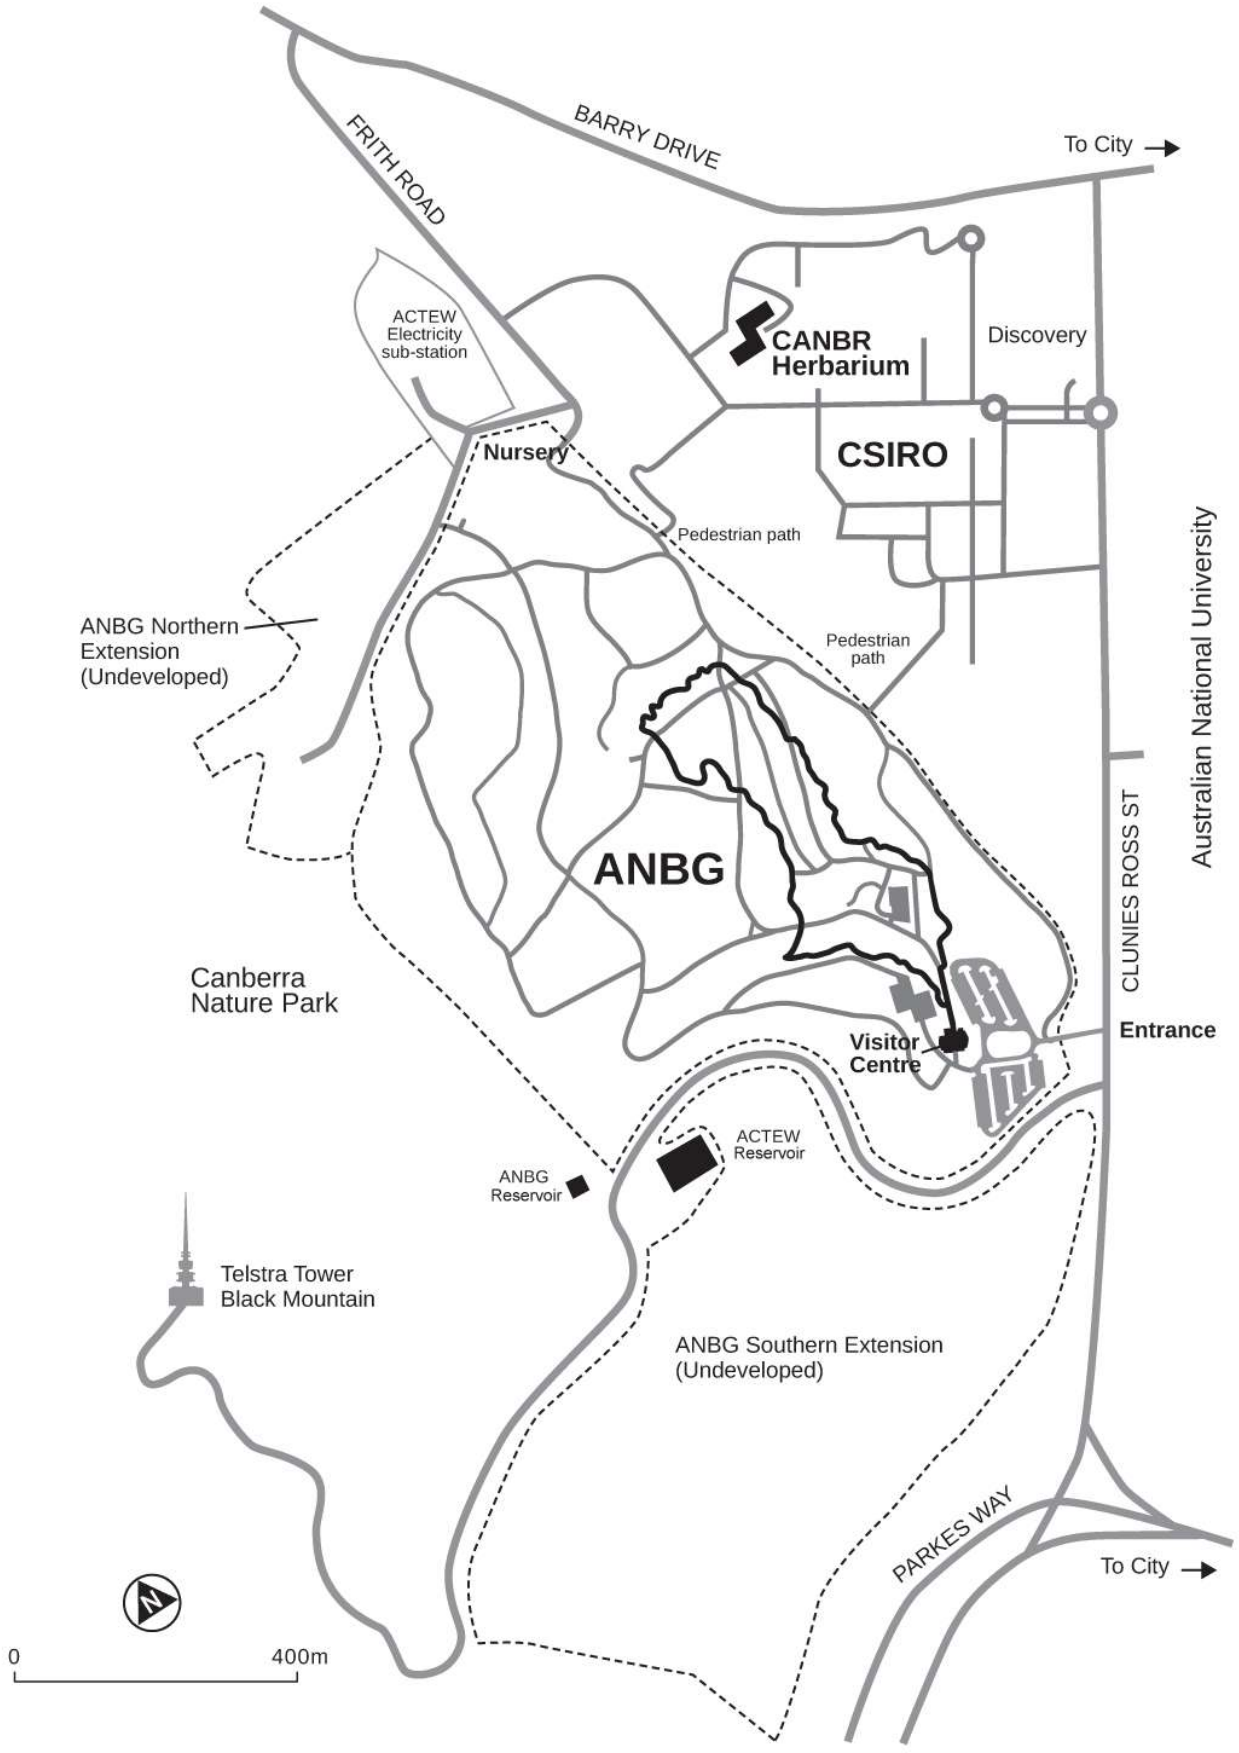 BARRY DRIVE
To City
FRITH ROAD
ACTEW
Electricity
sub-station
Discovery
CANBR
Herbarium
CSIRO
Nursery
Pedestrian path
Australian National University
ANBG Northern
Extension
(Undeveloped)
Pedestrian
path
CLUNIES ROSS ST
ANBG
Canberra
Nature Park
Entrance
Visitor
Centre
ACTEW
Reservoir
ANBG
Reservoir
Telstra Tower
Black Mountain
ANBG Southern Extension
(Undeveloped)
PARKES WAY
To City
N
0 400m